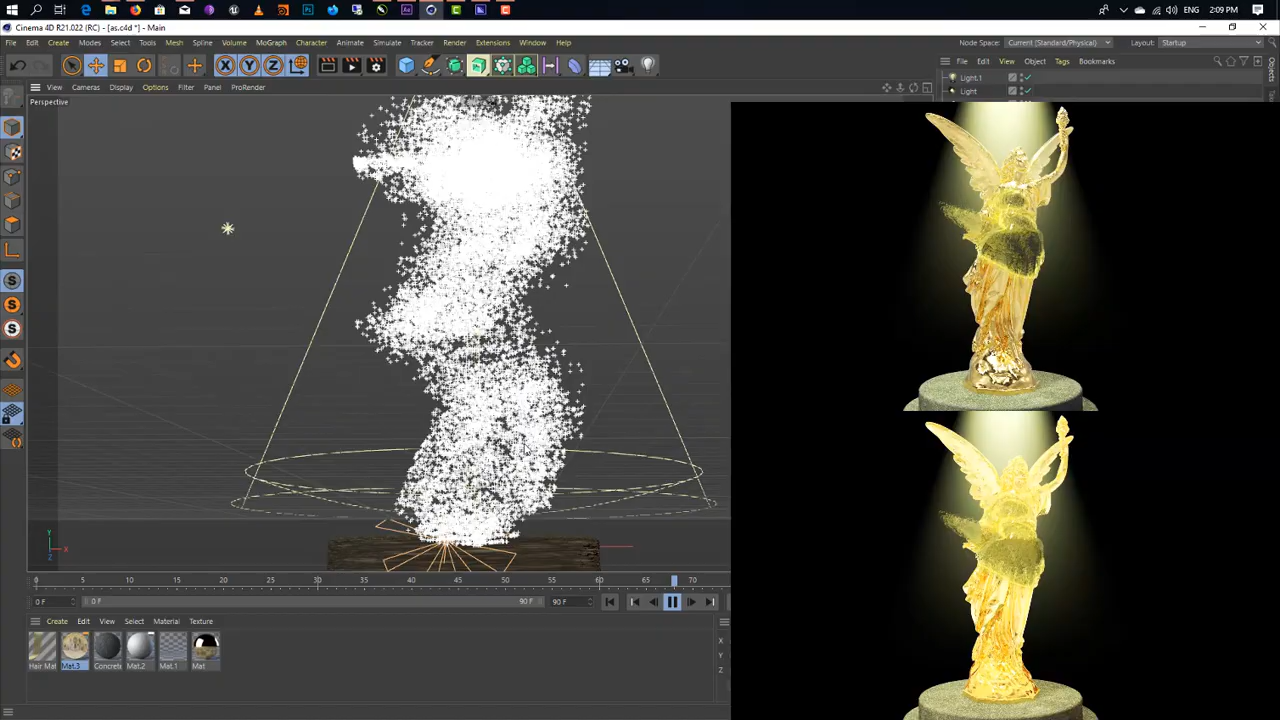 ENG 2:09 PM
Cinema 4D R21.022 (RC) - [as.c4d *] - Main
File Edit Create Modes Select Tools Mesh Spline Volume MoGraph Character Animate Simulate Tracker Render Extensions Window Help Node Space: Current (Standard/Physical) Layout: Startup
X Y Z
File Edit View Object Tags Bookmarks
Light.1
Light
View Cameras Display Options Filter Panel ProRender
Perspective
Objects
Y
X
Z
0 5 10 15 20 25 30 35 40 45 50 55 60 70
0 F 0 F 90 F 90 F
Create Edit View Select Material Texture
Hair Mat Mat.3 Concrete Mat.2 Mat.1 Mat
X
Y
Z